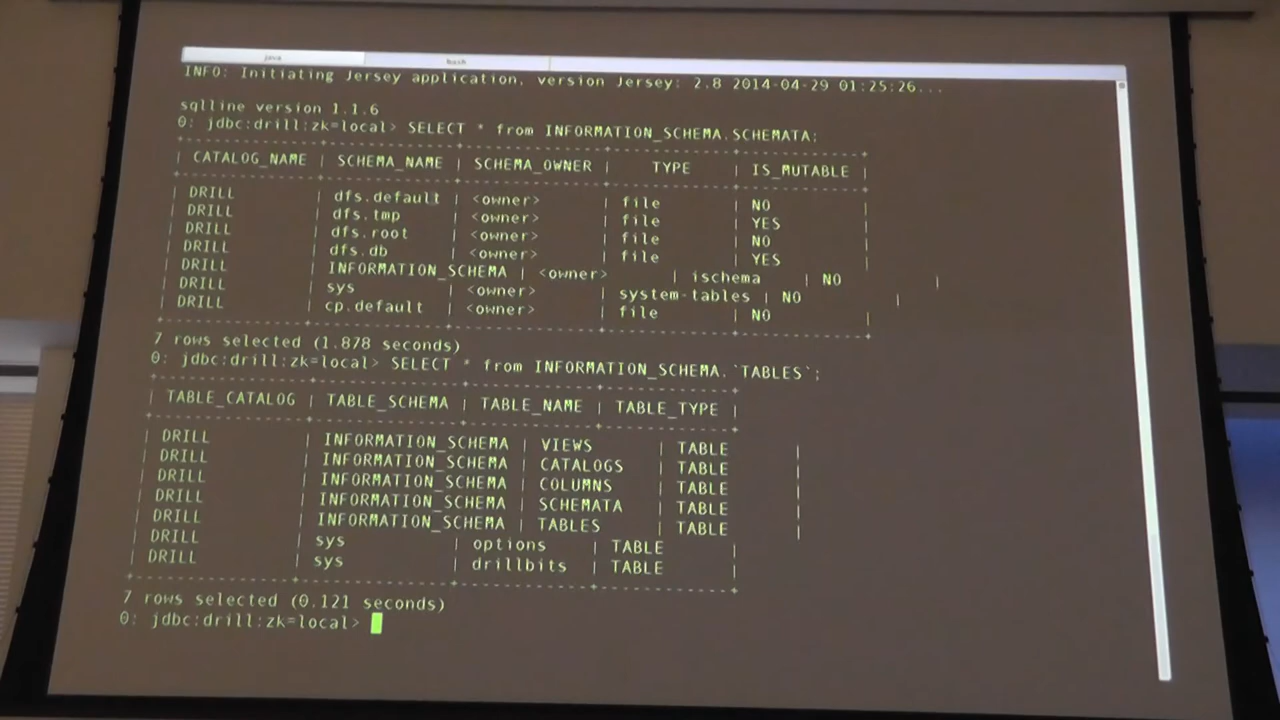 java bash
INFO: Initiating Jersey application, version Jersey: 2.8 2014-04-29 01:25:26...
sqlline version 1.1.6
0: jdbc:drill:zk=local> SELECT * from INFORMATION_SCHEMA.SCHEMATA;
+------------+------------+------------+------------+------------+
| CATALOG_NAME | SCHEMA_NAME | SCHEMA_OWNER | TYPE | IS_MUTABLE |
+------------+------------+------------+------------+------------+
| DRILL | dfs.default | <owner> | file | NO |
| DRILL | dfs.tmp | <owner> | file | YES |
| DRILL | dfs.root | <owner> | file | NO |
| DRILL | dfs.db | <owner> | file | YES |
| DRILL | INFORMATION_SCHEMA | <owner> | ischema | NO |
| DRILL | sys | <owner> | system-tables | NO |
| DRILL | cp.default | <owner> | file | NO |
+------------+------------+------------+------------+------------+
7 rows selected (1.878 seconds)
0: jdbc:drill:zk=local> SELECT * from INFORMATION_SCHEMA.`TABLES`;
+------------+------------+------------+------------+
| TABLE_CATALOG | TABLE_SCHEMA | TABLE_NAME | TABLE_TYPE |
+------------+------------+------------+------------+
| DRILL | INFORMATION_SCHEMA | VIEWS | TABLE |
| DRILL | INFORMATION_SCHEMA | CATALOGS | TABLE |
| DRILL | INFORMATION_SCHEMA | COLUMNS | TABLE |
| DRILL | INFORMATION_SCHEMA | SCHEMATA | TABLE |
| DRILL | INFORMATION_SCHEMA | TABLES | TABLE |
| DRILL | sys | options | TABLE |
| DRILL | sys | drillbits | TABLE |
+------------+------------+------------+------------+
7 rows selected (0.121 seconds)
0: jdbc:drill:zk=local>